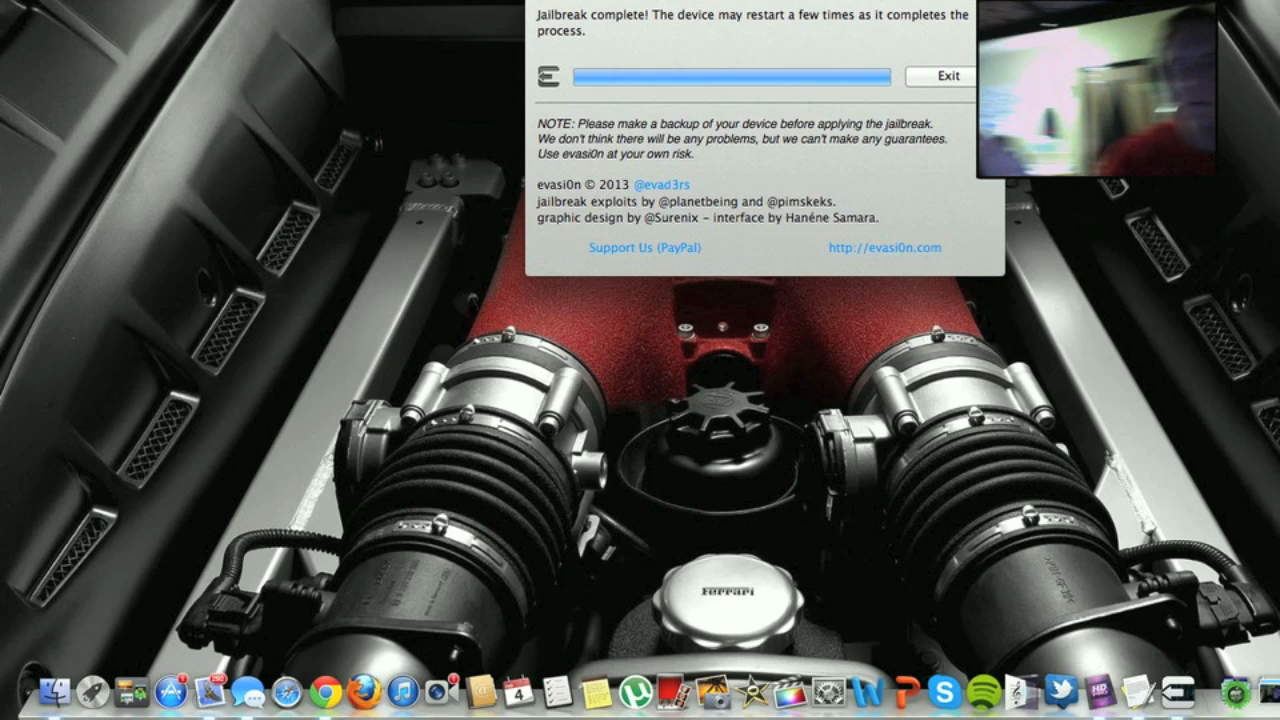 Jailbreak complete! The device may restart a few times as it completes the
process.
Exit
NOTE: Please make a backup of your device before applying the jailbreak.
We don't think there will be any problems, but we can't make any guarantees.
Use evasi0n at your own risk.
evasi0n © 2013 @evad3rs
jailbreak exploits by @planetbeing and @pimskeks.
graphic design by @Surenix – interface by Hanéne Samara.
Support Us (PayPal) http://evasi0n.com
Ferrari
4
HD